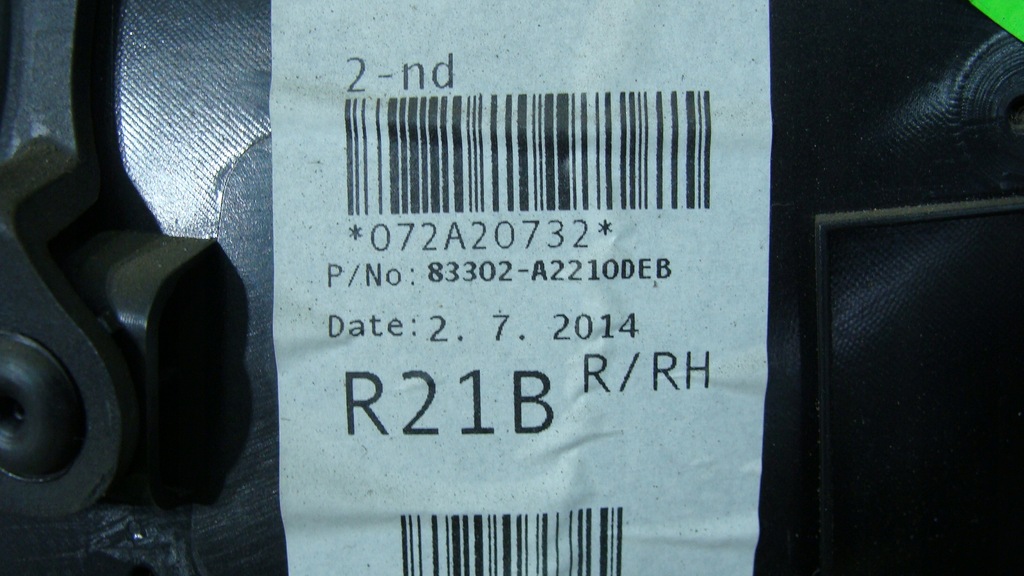 2-nd
*072A20732*
P/No: 83302-A2210DEB
Date: 2. 7. 2014
R/RH
R21B